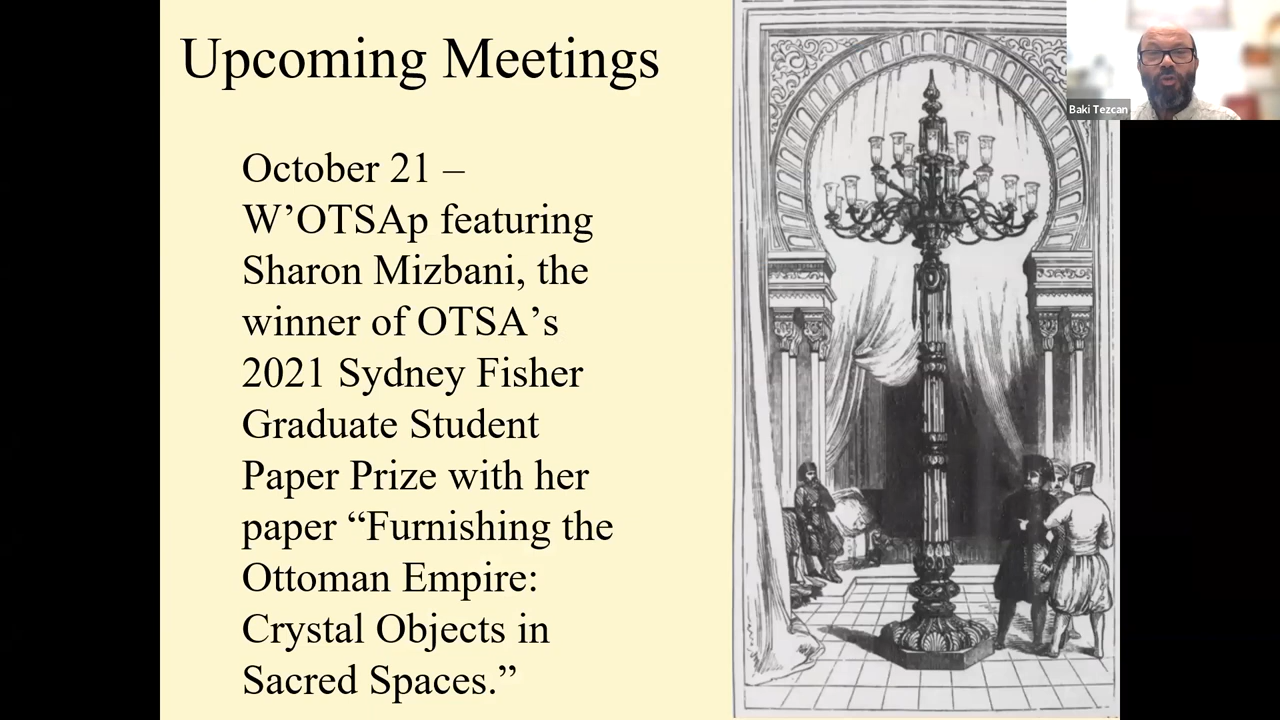 Upcoming Meetings
October 21 –
W’OTSAp featuring
Sharon Mizbani, the
winner of OTSA’s
2021 Sydney Fisher
Graduate Student
Paper Prize with her
paper “Furnishing the
Ottoman Empire:
Crystal Objects in
Sacred Spaces.”
Baki Tezcan